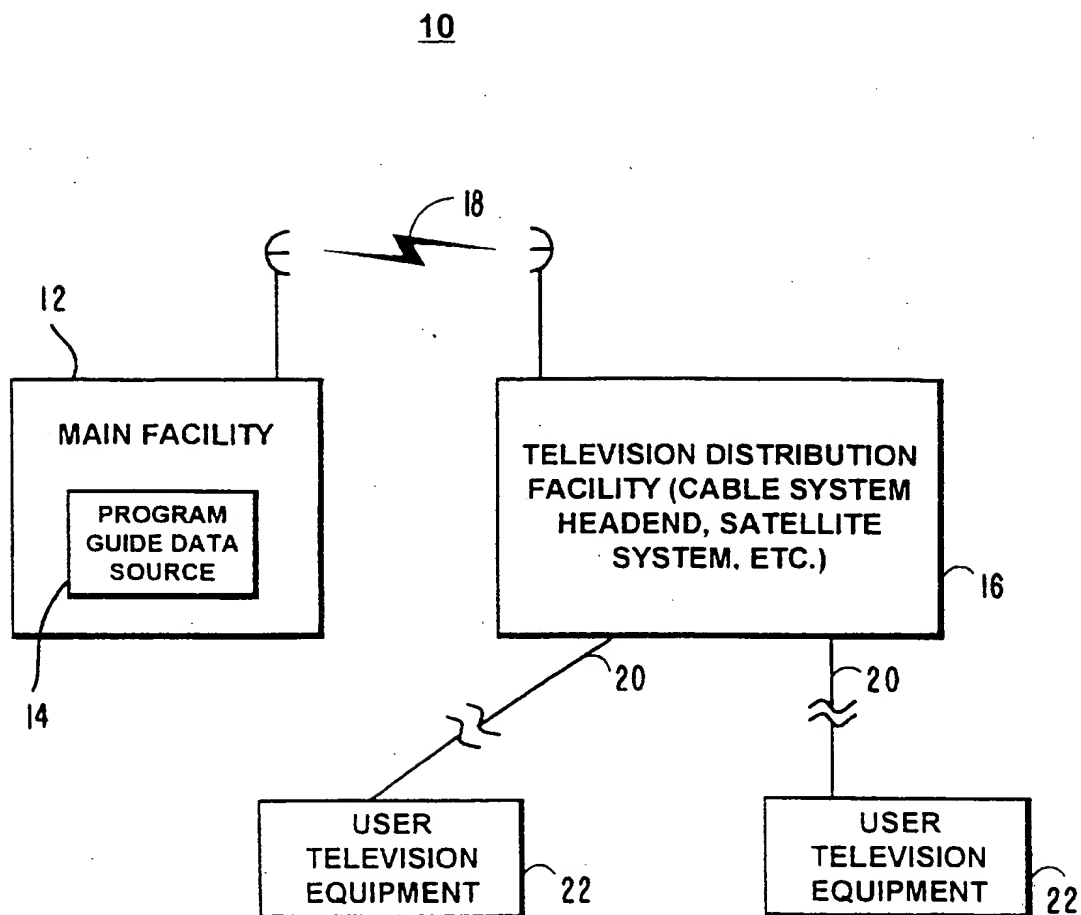 10
18
12
MAIN FACILITY
PROGRAM
GUIDE DATA
SOURCE
14
TELEVISION DISTRIBUTION
FACILITY (CABLE SYSTEM
HEADEND, SATELLITE
SYSTEM. ETC.)
16
20
20
USER
TELEVISION
EQUIPMENT
22
USER
TELEVISION
EQUIPMENT
22